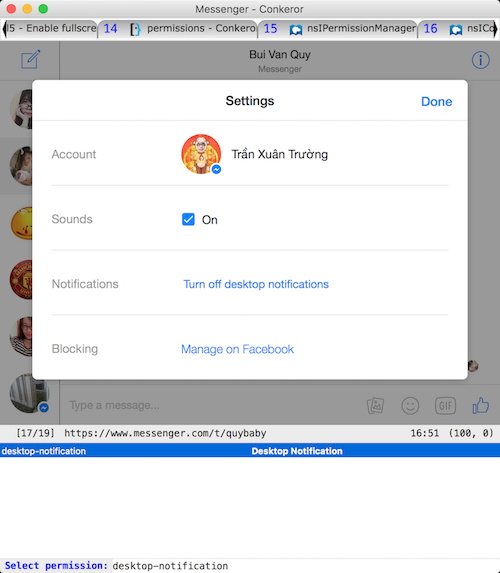 Messenger - Conkeror
I5 - Enable fullscre 14 permissions - Conkero 15 nsIPermissionManager 16 nsICo
Bui Van Quy
Messenger
Settings
Done
Account Trần Xuân Trường
Sounds On
Notifications Turn off desktop notifications
Blocking Manage on Facebook
Type a message...
GIF
[17/19] https://www.messenger.com/t/quybaby 16:51 (100, 0)
desktop-notification Desktop Notification
Select permission: desktop-notification